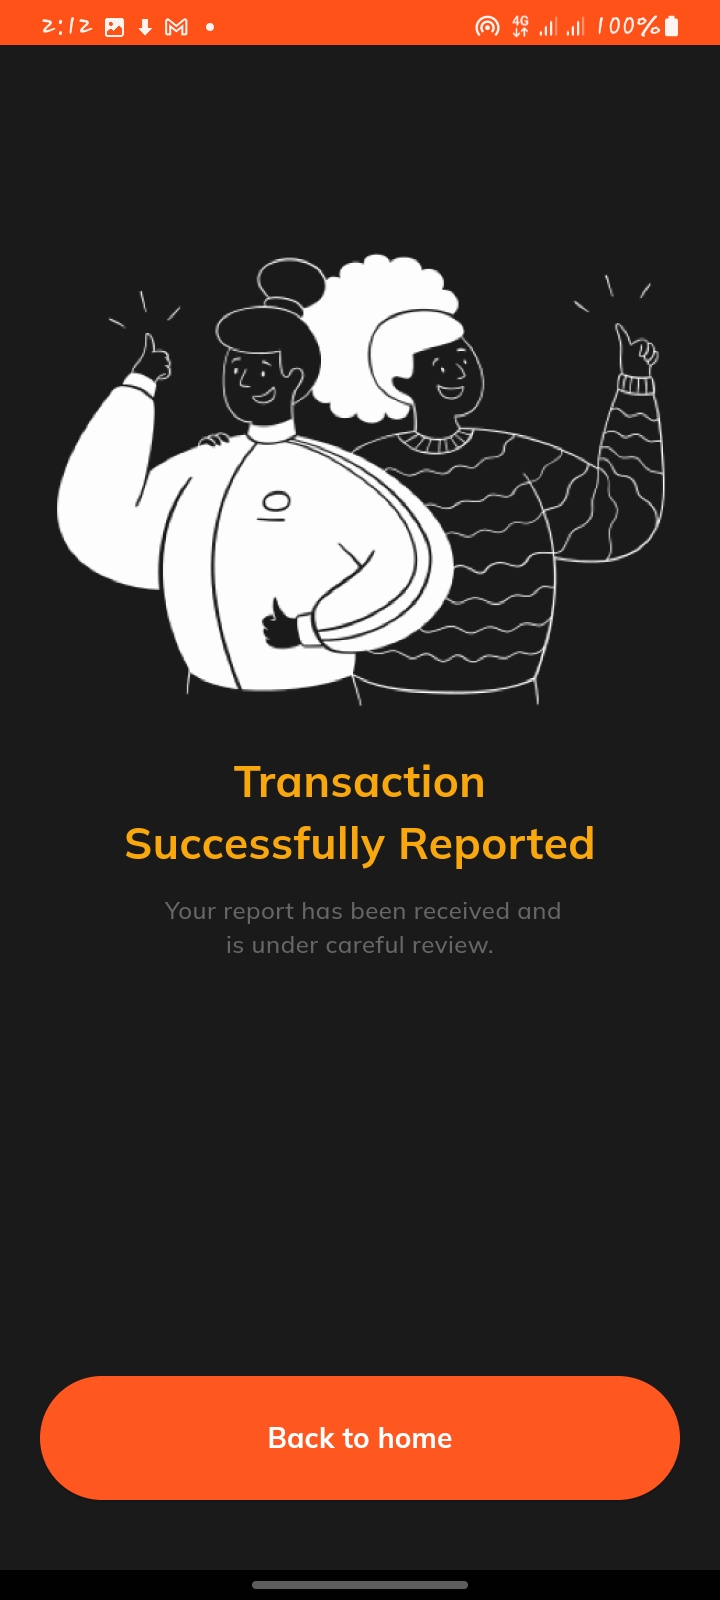 2:12
4G
100%
Transaction
Successfully Reported
Your report has been received and
is under careful review.
Back to home